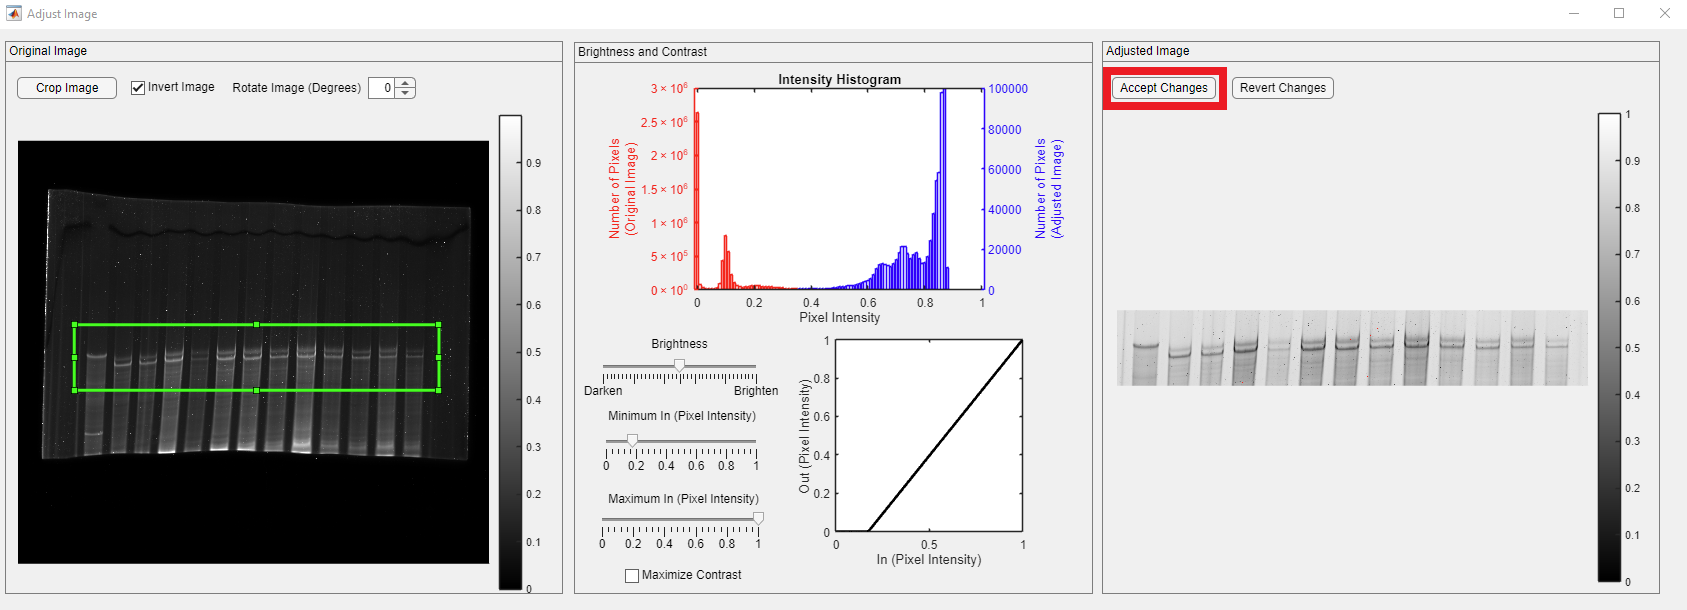 Adjust Image
Original Image
Crop Image
Invert Image
Rotate Image (Degrees)
0
0.9
0.8
0.7
0.6
0.5
0.4
0.3
0.2
0.1
0
Brightness and Contrast
Intensity Histogram
Number of Pixels
(Original Image)
3 × 10⁶
2.5 × 10⁶
2 × 10⁶
1.5 × 10⁶
1 × 10⁶
5 × 10⁵
0 × 10⁰
100000
80000
60000
40000
20000
0
Number of Pixels
(Adjusted Image)
0 0.2 0.4 0.6 0.8 1
Pixel Intensity
Brightness
Darken Brighten
Minimum In (Pixel Intensity)
0 0.2 0.4 0.6 0.8 1
Maximum In (Pixel Intensity)
0 0.2 0.4 0.6 0.8 1
Maximize Contrast
Out (Pixel Intensity)
1
0.8
0.6
0.4
0.2
0
0 0.5 1
In (Pixel Intensity)
Adjusted Image
Accept Changes
Revert Changes
1
0.9
0.8
0.7
0.6
0.5
0.4
0.3
0.2
0.1
0